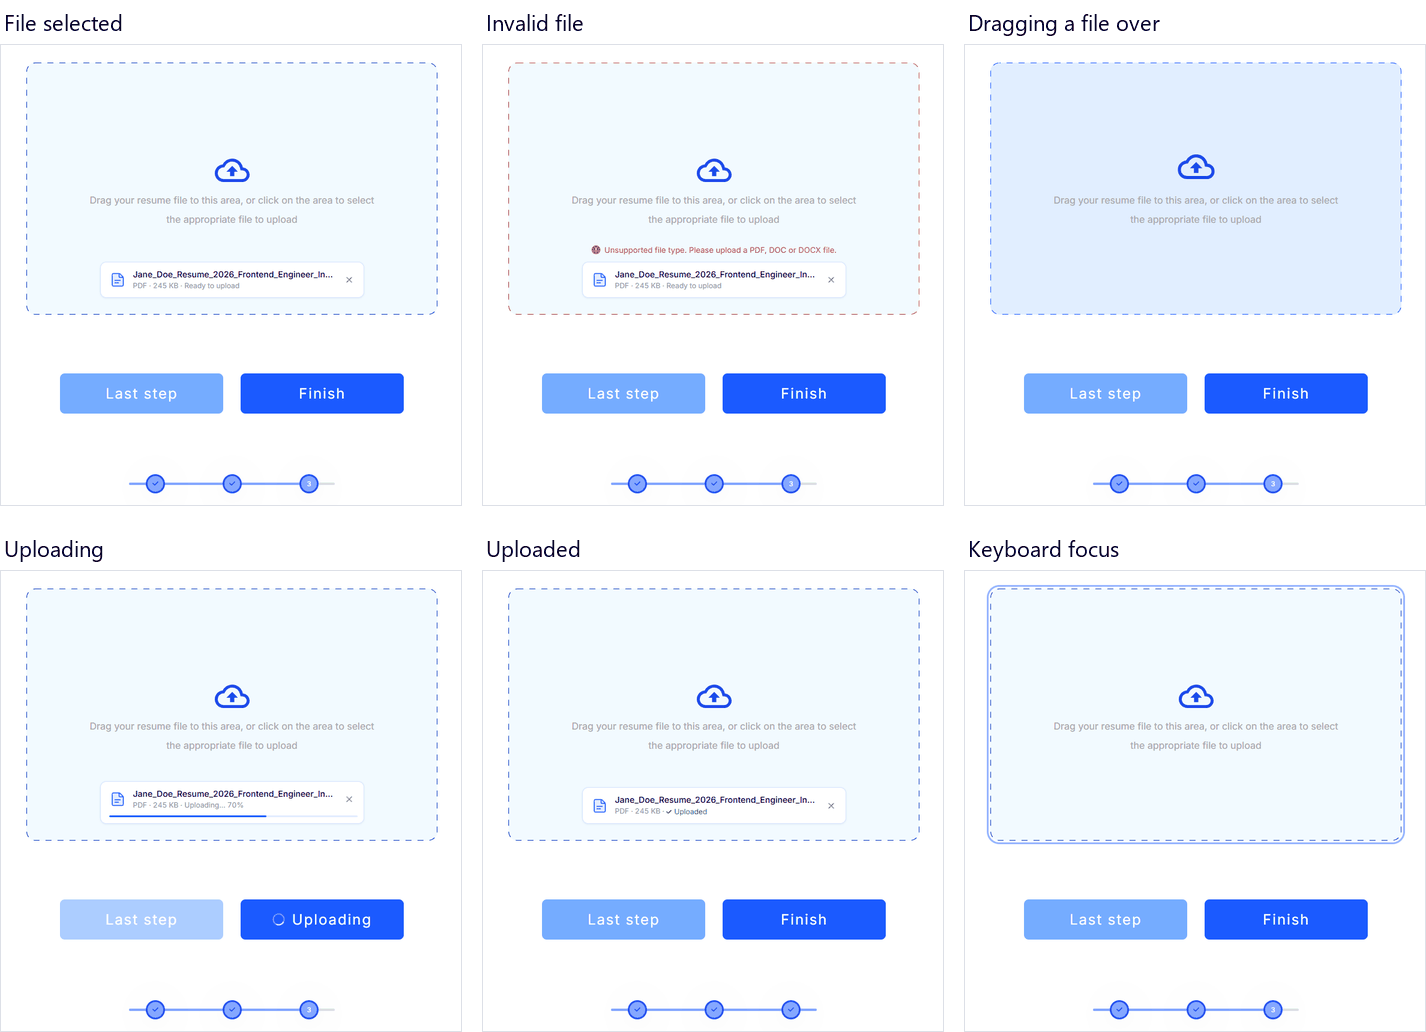 File selected
Drag your resume file to this area, or click on the area to select
the appropriate file to upload
Jane_Doe_Resume_2026_Frontend_Engineer_In...
PDF · 245 KB · Ready to upload
Last step
Finish
3
Invalid file
Drag your resume file to this area, or click on the area to select
the appropriate file to upload
Unsupported file type. Please upload a PDF, DOC or DOCX file.
Jane_Doe_Resume_2026_Frontend_Engineer_In...
PDF · 245 KB · Ready to upload
Last step
Finish
3
Dragging a file over
Drag your resume file to this area, or click on the area to select
the appropriate file to upload
Last step
Finish
3
Uploading
Drag your resume file to this area, or click on the area to select
the appropriate file to upload
Jane_Doe_Resume_2026_Frontend_Engineer_In...
PDF · 245 KB · Uploading... 70%
Last step
Uploading
3
Uploaded
Drag your resume file to this area, or click on the area to select
the appropriate file to upload
Jane_Doe_Resume_2026_Frontend_Engineer_In...
PDF · 245 KB · ✓ Uploaded
Last step
Finish
Keyboard focus
Drag your resume file to this area, or click on the area to select
the appropriate file to upload
Last step
Finish
3